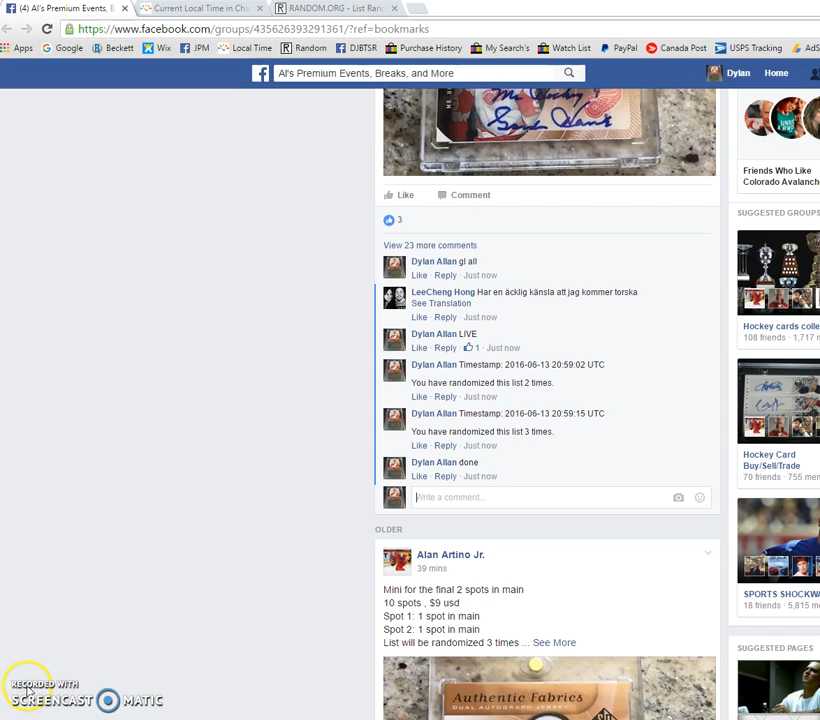 (4) Al's Premium Events, B
Current Local Time in Cha
RANDOM.ORG - List Rand
https://www.facebook.com/groups/435626393291361/?ref=bookmarks
Apps Google Beckett Wix JPM Local Time Random DJBTSR Purchase History My Search's Watch List PayPal Canada Post USPS Tracking AdS
Al's Premium Events, Breaks, and More
Dylan Home
Mr Hockey
Gordie Howe
Like Comment
3
View 23 more comments
Dylan Allan gl all
Like · Reply · Just now
LeeCheng Hong Har en äcklig känsla att jag kommer torska
See Translation
Like · Reply · Just now
Dylan Allan LIVE
Like · Reply · 1 · Just now
Dylan Allan Timestamp: 2016-06-13 20:59:02 UTC
You have randomized this list 2 times.
Like · Reply · Just now
Dylan Allan Timestamp: 2016-06-13 20:59:15 UTC
You have randomized this list 3 times.
Like · Reply · Just now
Dylan Allan done
Like · Reply · Just now
Write a comment...
OLDER
Alan Artino Jr.
39 mins
Mini for the final 2 spots in main
10 spots , $9 usd
Spot 1: 1 spot in main
Spot 2: 1 spot in main
List will be randomized 3 times ... See More
Authentic Fabrics
DUAL AUTOGRAPH JERSEY
Friends Who Like
Colorado Avalanch
SUGGESTED GROUPS
Hockey cards colle
108 friends · 1,717 m
Hockey Card
Buy/Sell/Trade
70 friends · 755 mem
SPORTS SHOCKWA
18 friends · 5,815 m
SUGGESTED PAGES
RECORDED WITH
SCREENCAST MATIC